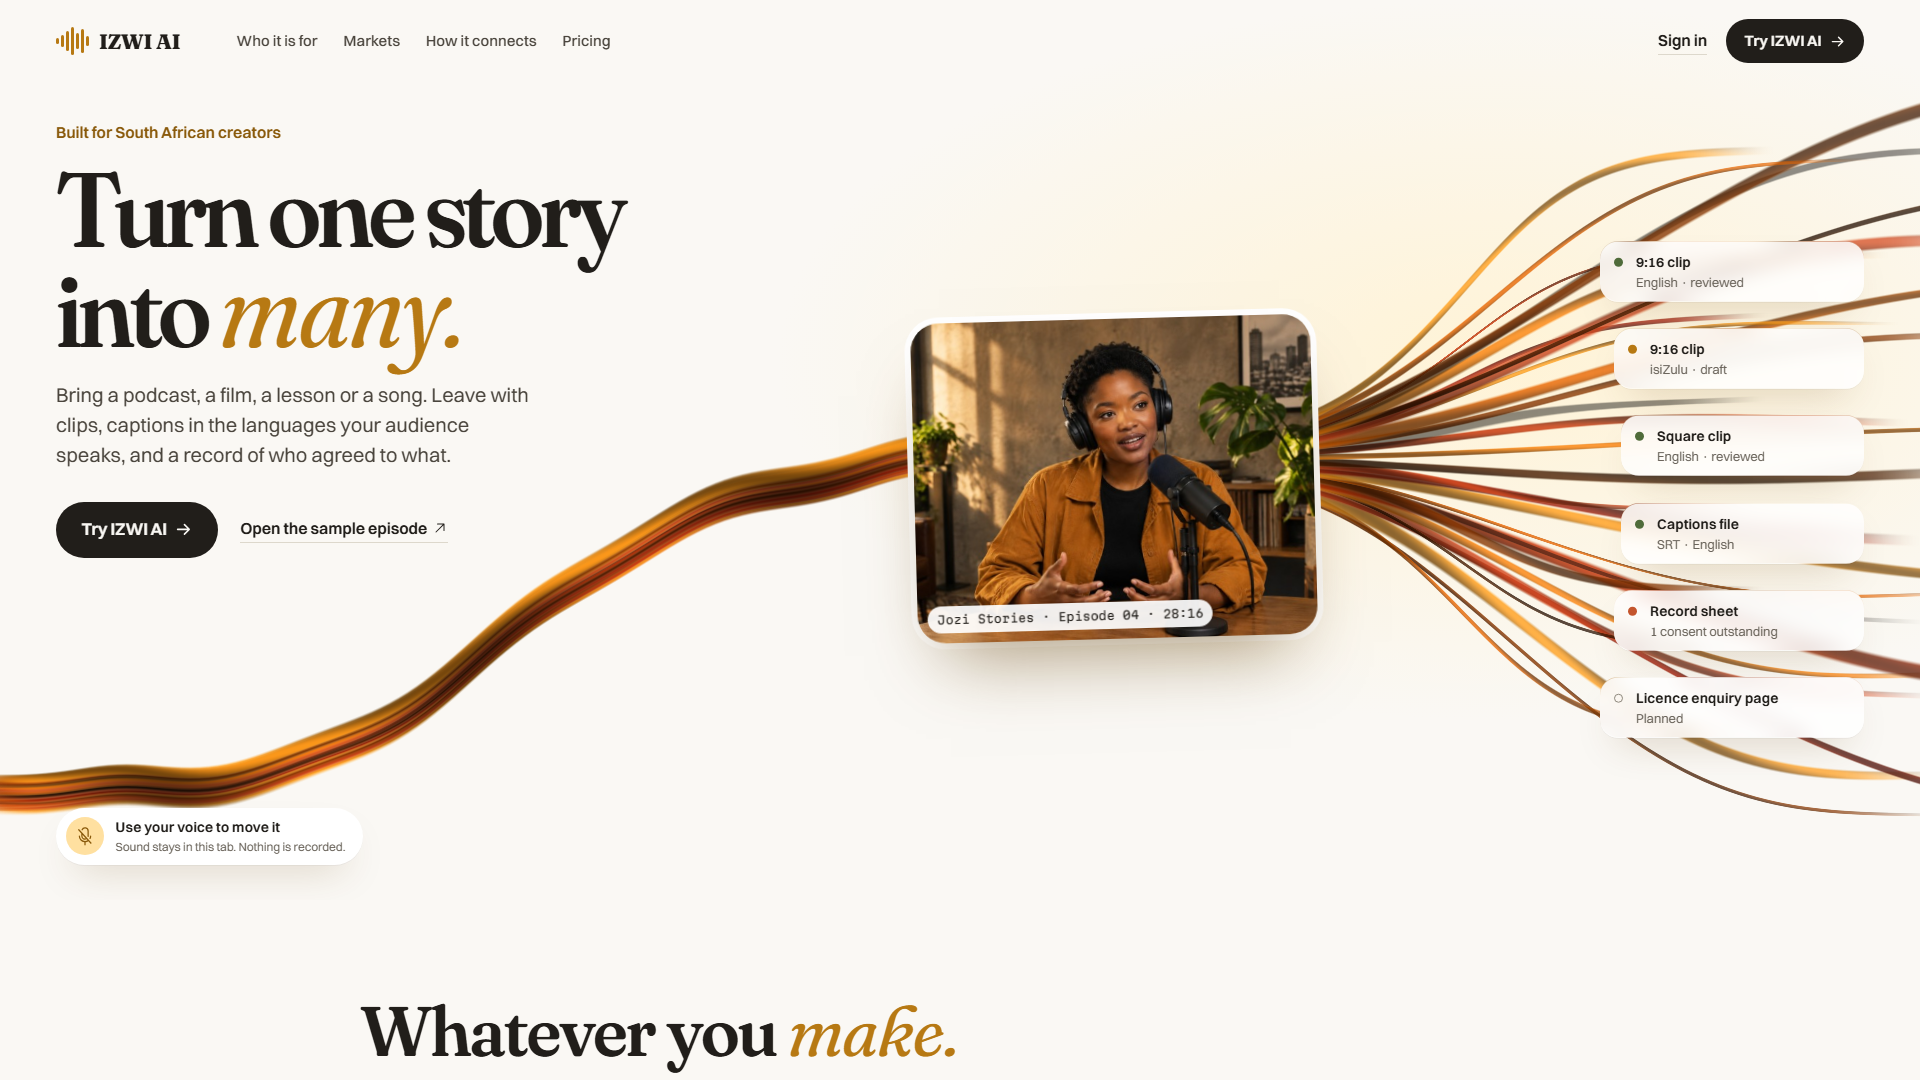 IZWI AI
Who it is for
Markets
How it connects
Pricing
Sign in
Try IZWI AI →
Built for South African creators
Turn one story
into many.
Bring a podcast, a film, a lesson or a song. Leave with
clips, captions in the languages your audience
speaks, and a record of who agreed to what.
Try IZWI AI →
Open the sample episode ↗
Jozi Stories · Episode 04 · 28:16
9:16 clip
English · reviewed
9:16 clip
isiZulu · draft
Square clip
English · reviewed
Captions file
SRT · English
Record sheet
1 consent outstanding
Licence enquiry page
Planned
Use your voice to move it
Sound stays in this tab. Nothing is recorded.
Whatever you make.